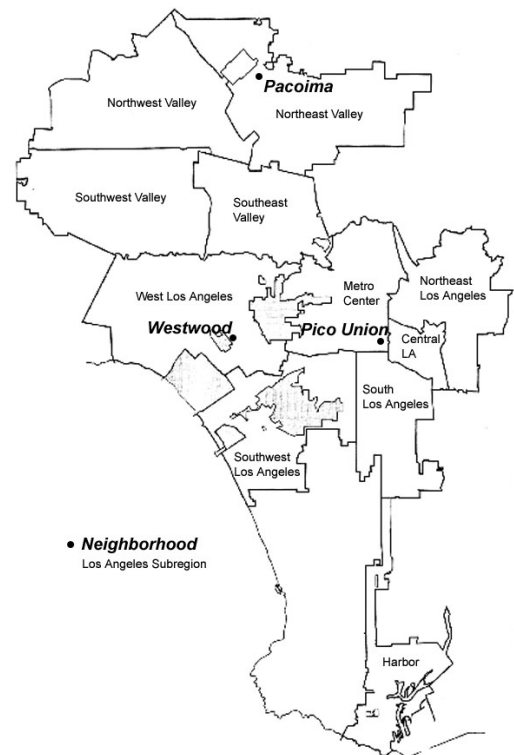 Pacoima
Northwest Valley
Northeast Valley
Southwest Valley
Southeast
Valley
Northeast
Los Angeles
Metro
Center
West Los Angeles
Westwood
Pico Union
Central
LA
South
Los Angeles
Southwest
Los Angeles
Neighborhood
Los Angeles Subregion
Harbor